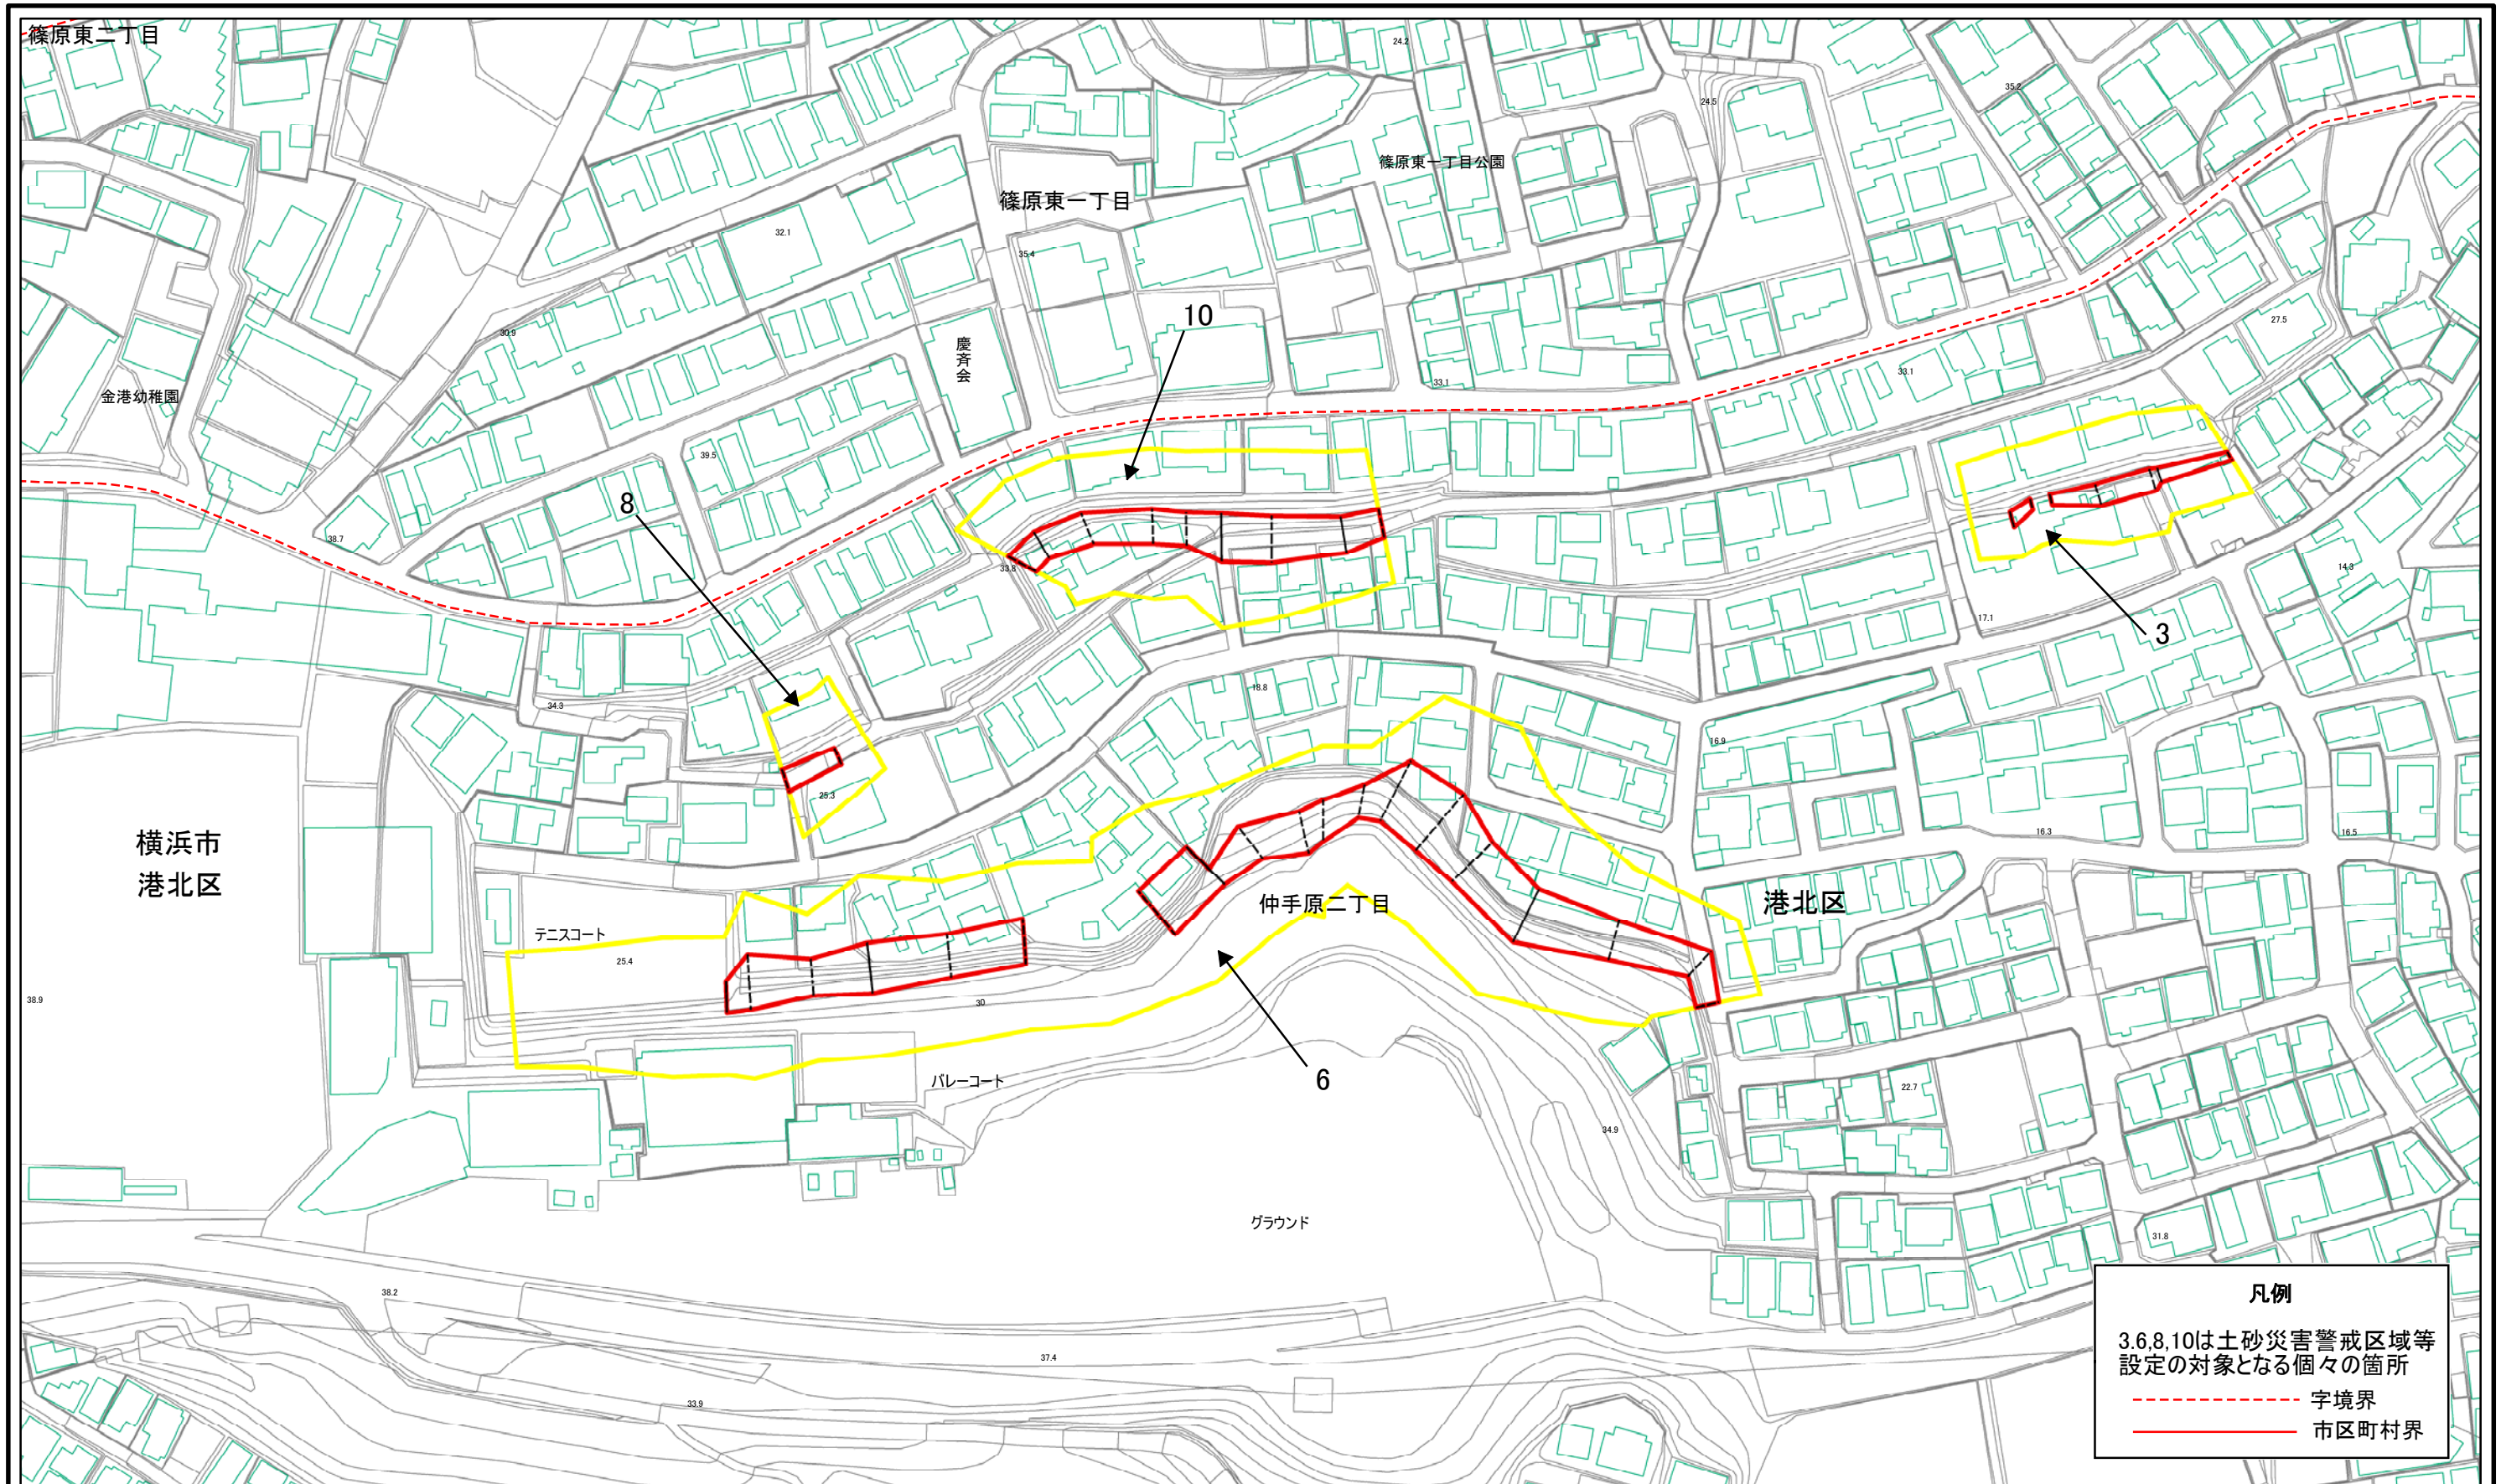 篠原東二丁目
24.2
35.2
24.5
篠原東一丁目公園
篠原東一丁目
32.1
35.4
10
27.5
30.9
慶斉会
33.1
33.1
金港幼稚園
39.5
8
38.7
33.8
14.3
17.1
3
18.8
34.3
16.9
25.3
16.3
16.5
横浜市
港北区
仲手原二丁目
港北区
テニスコート
25.4
38.9
30
6
バレーコート
22.7
34.9
グラウンド
31.8
38.2
37.4
33.9
凡例
3,6,8,10は土砂災害警戒区域等
設定の対象となる個々の箇所
字境界
市区町村界